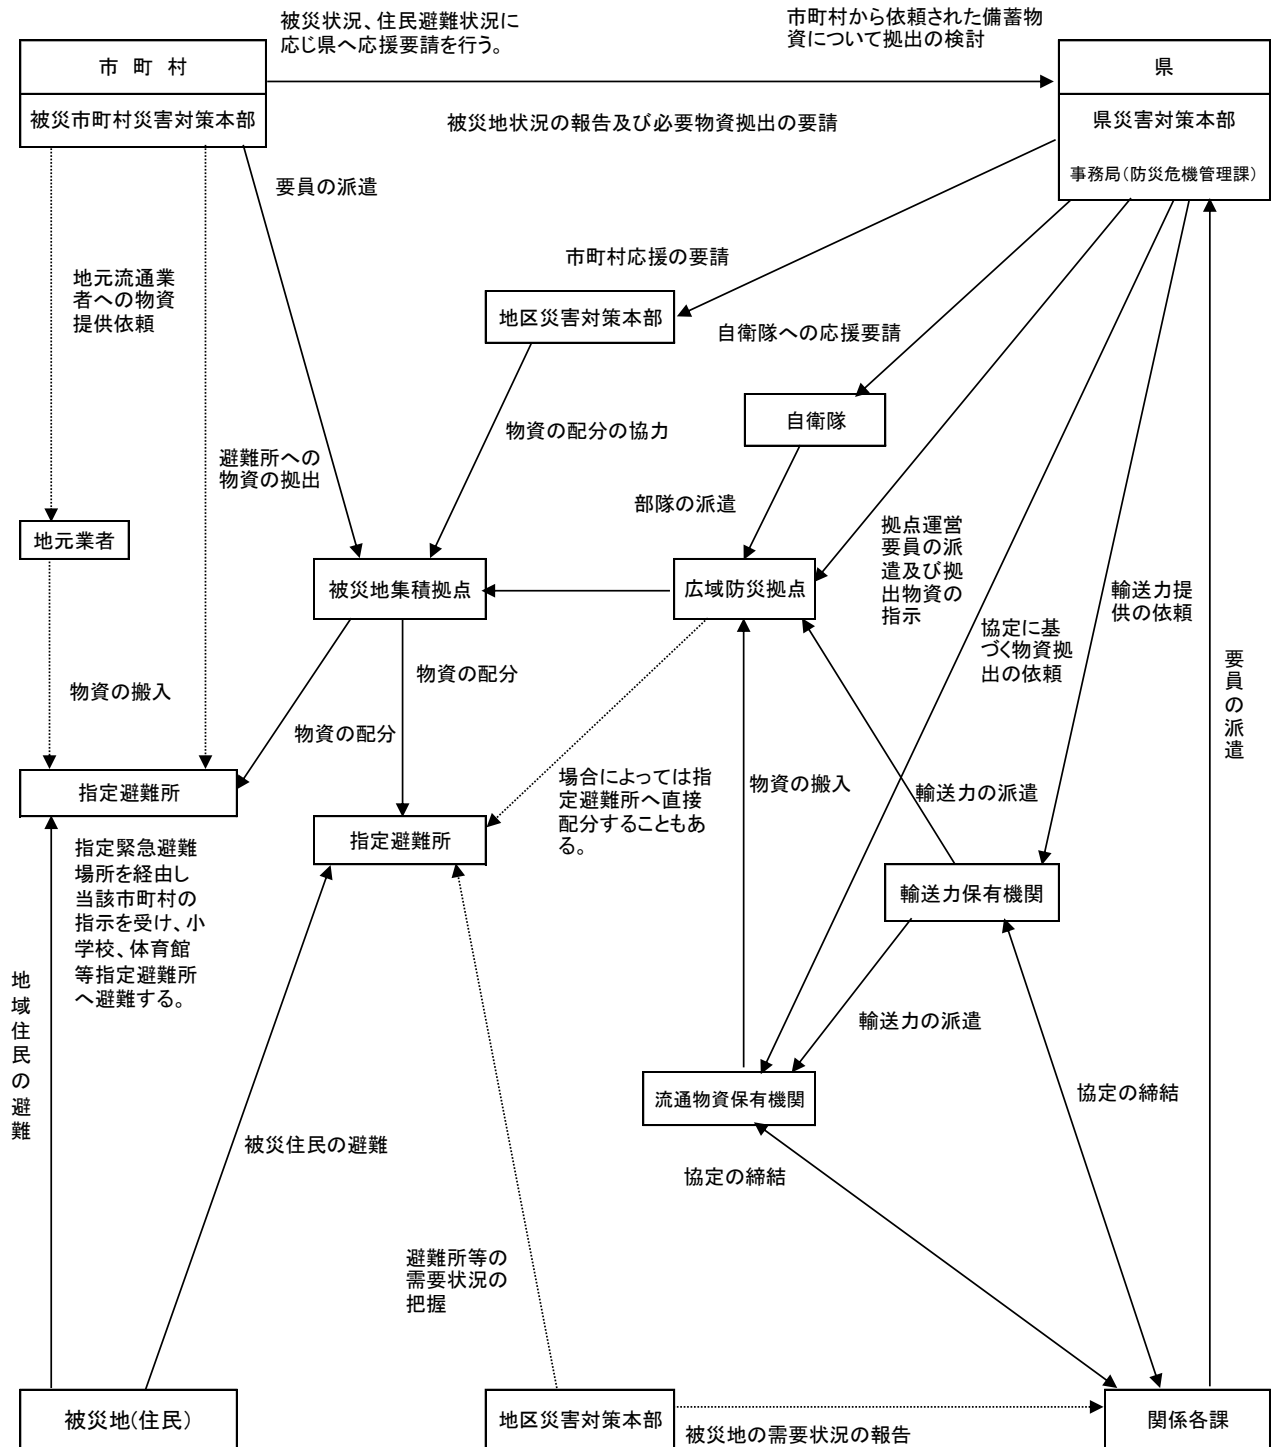 被災状況、住民避難状況に
応じ県へ応援要請を行う。
市町村から依頼された備蓄物
資について拠出の検討
市 町 村
被災市町村災害対策本部
県
県災害対策本部
事務局(防災危機管理課)
被災地状況の報告及び必要物資拠出の要請
要員の派遣
市町村応援の要請
地元流通業
者への物資
提供依頼
地区災害対策本部
自衛隊への応援要請
自衛隊
物資の配分の協力
避難所への
物資の拠出
部隊の派遣
拠点運営
要員の派
遣及び拠
出物資の
指示
地元業者
被災地集積拠点
広域防災拠点
輸送力提
供の依頼
協定に基
づく物資拠
出の依頼
要員の派遣
物資の搬入
物資の配分
物資の配分
場合によっては指
定避難所へ直接
配分することもあ
る。
物資の搬入
輸送力の派遣
指定避難所
指定避難所
指定緊急避難
場所を経由し
当該市町村の
指示を受け、小
学校、体育館
等指定避難所
へ避難する。
輸送力保有機関
地域住民の避難
輸送力の派遣
流通物資保有機関
協定の締結
被災住民の避難
協定の締結
避難所等の
需要状況の
把握
被災地(住民)
地区災害対策本部
被災地の需要状況の報告
関係各課